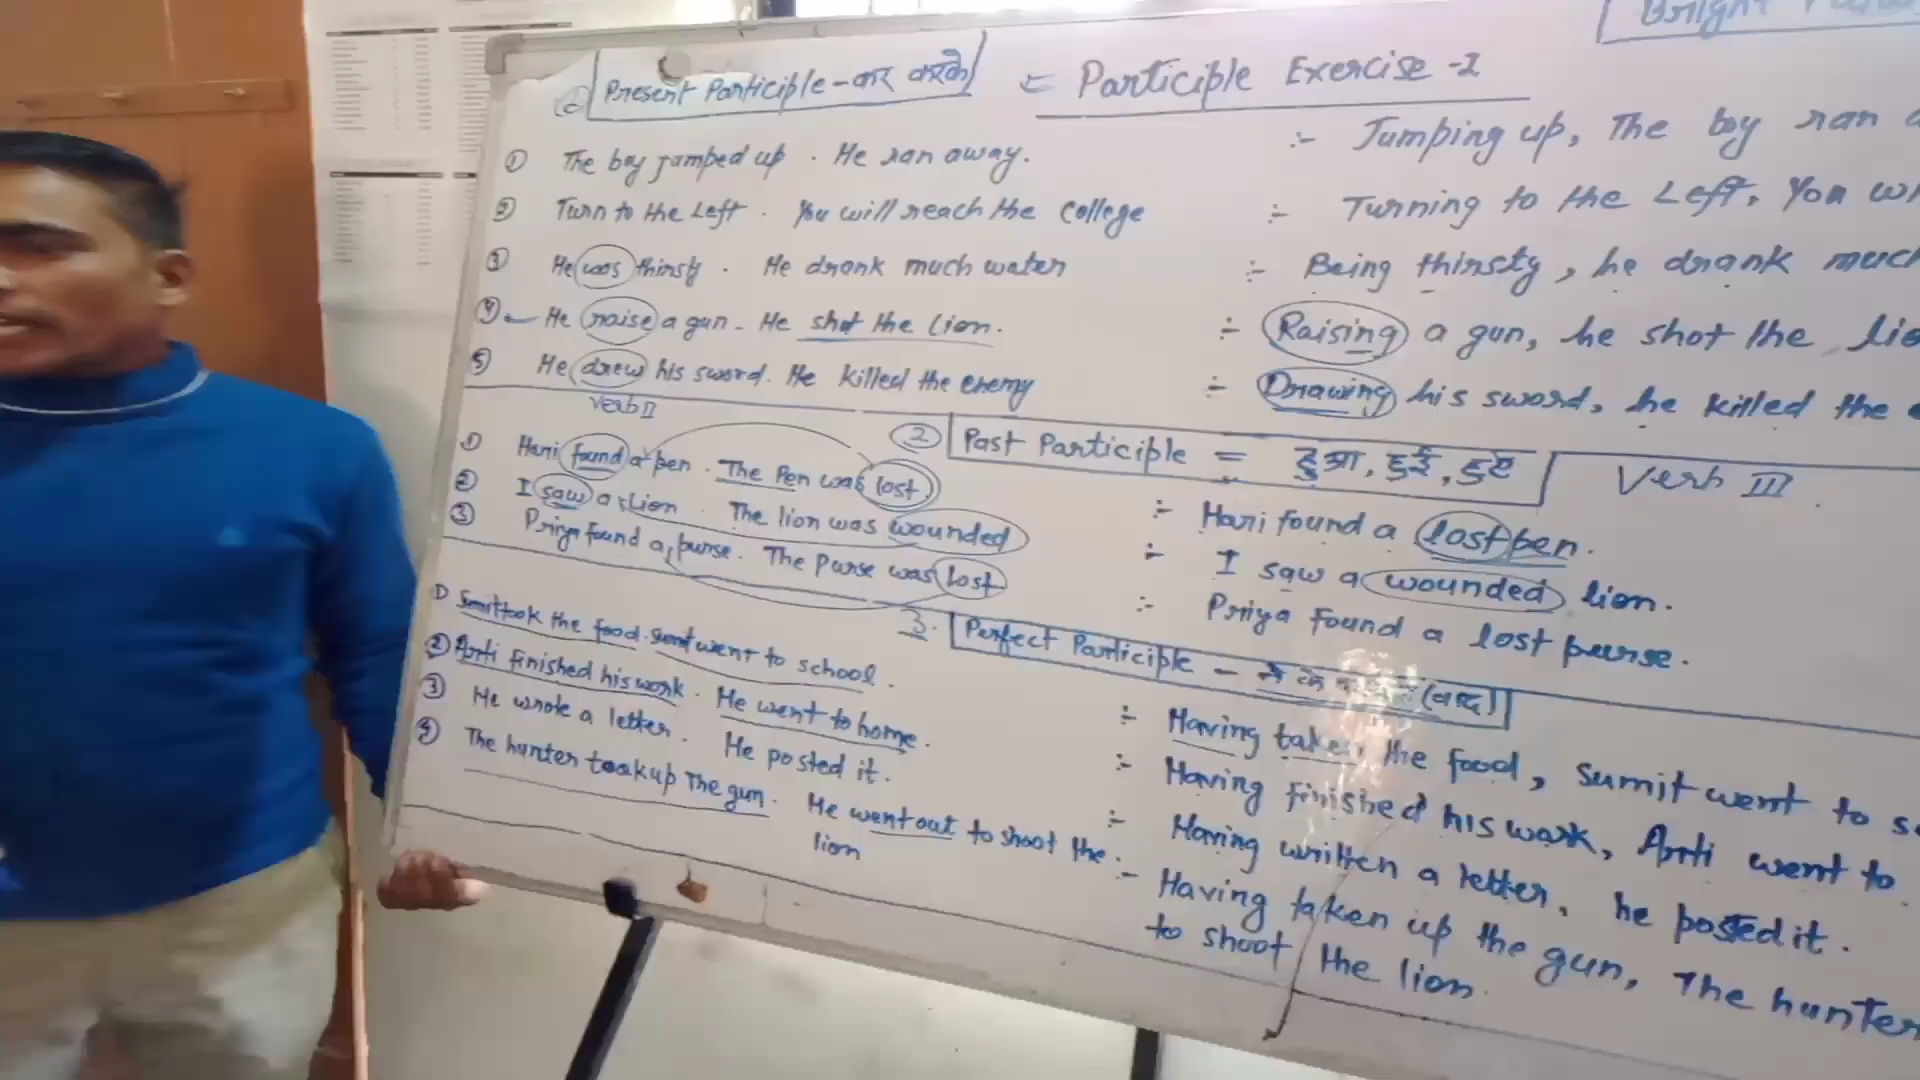 Bright
Present Participle - कर करके = Participle Exercise -1
① The boy jumped up . He ran away. :- Jumping up, The boy ran
② Turn to the Left . You will reach the College :- Turning to the Left, You
③ He was thirsty . He drank much water :- Being thirsty, he drank much
④ He raise a gun - He shot the lion. :- Raising a gun, he shot the
⑤ He drew his sword. He killed the enemy :- Drawing his sword, he killed the
Verb II
② Past Participle = हुआ, हुई, हुए Verb III
① Hari found a pen . The Pen was lost. :- Hari found a lost pen.
② I saw a Lion . The lion was wounded :- I saw a wounded lion.
③ Priya found a purse. The Purse was lost :- Priya found a lost purse.
3. Perfect Participle - (बाद)
① Sumit took the food. Sumit went to school. :- Having taken the food, Sumit went to
② Arti finished his work . He went to home. :- Having finished his work, Arti went to
③ He wrote a letter . He posted it. :- Having written a letter, he posted it.
④ The hunter took up The gun. He went out to shoot the :- Having taken up the gun, The hunter
lion to shoot the lion.